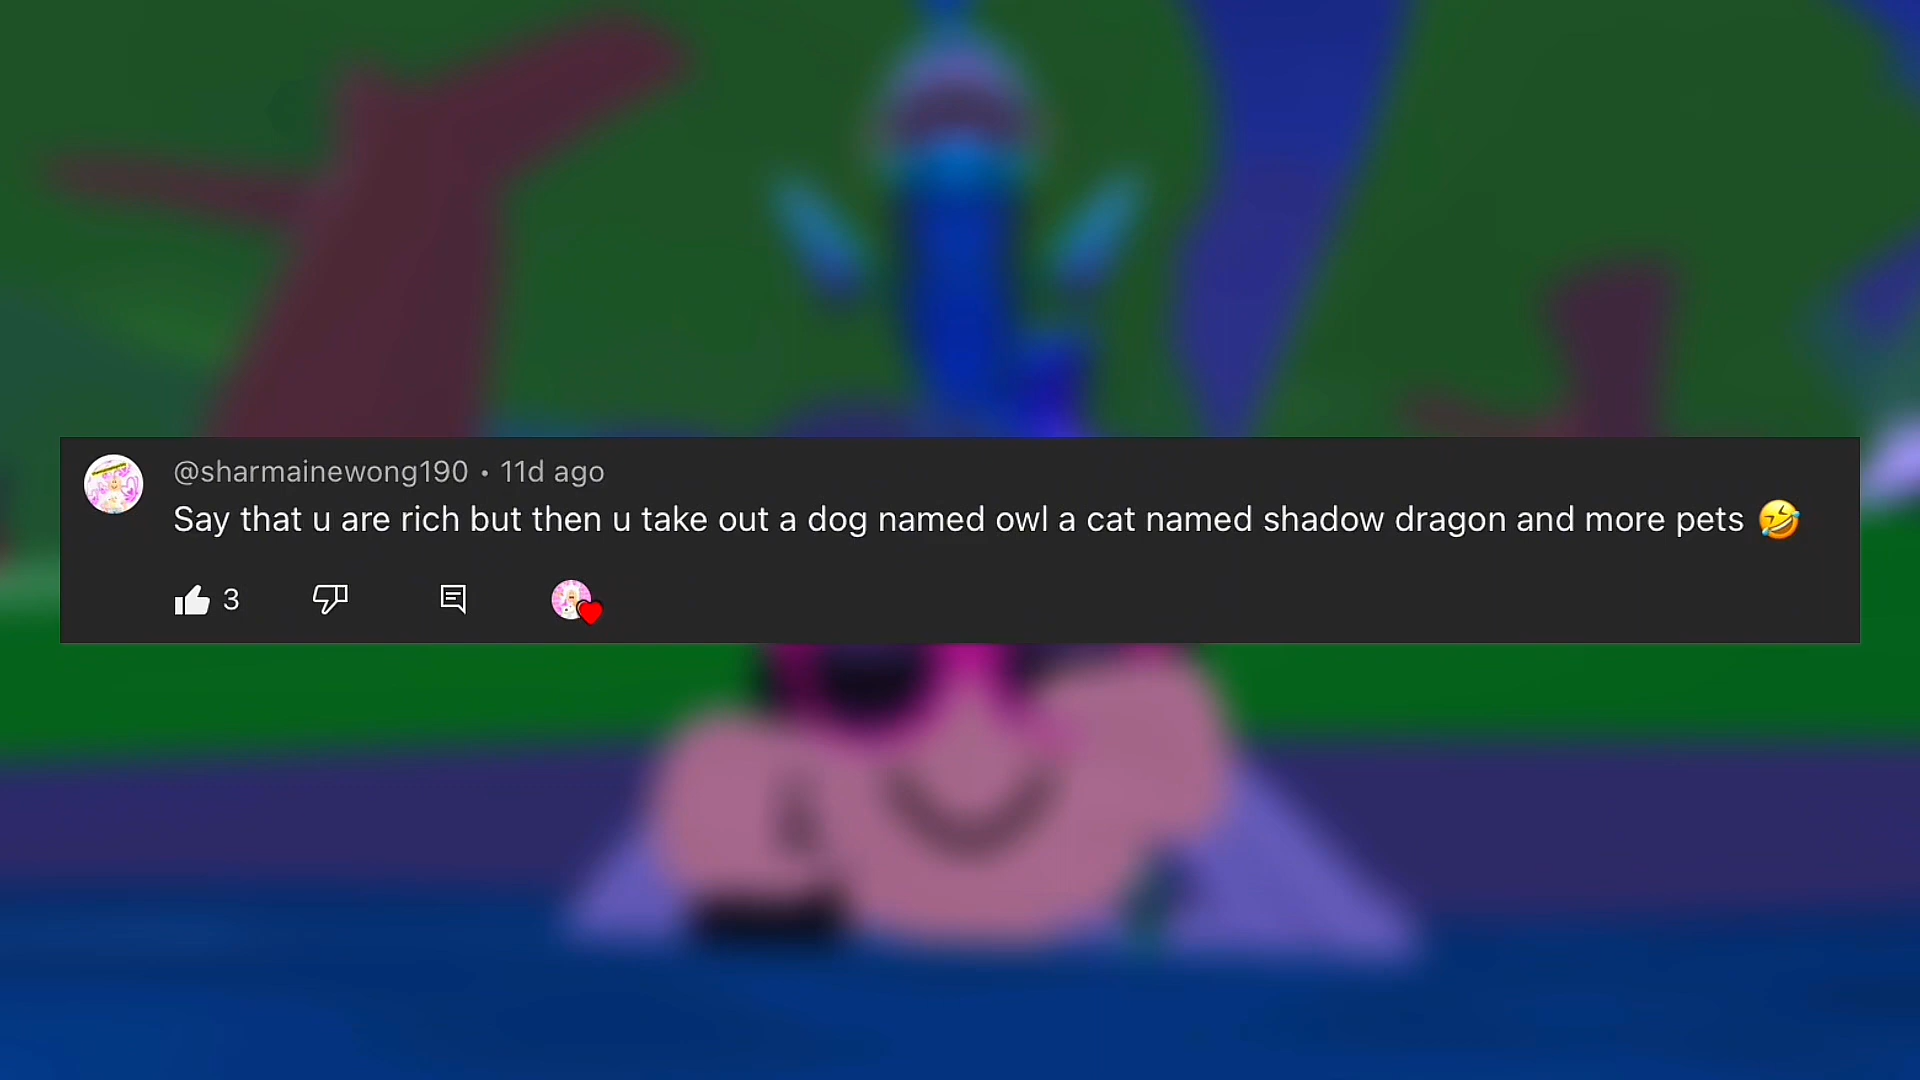 @sharmainewong190 • 11d ago
Say that u are rich but then u take out a dog named owl a cat named shadow dragon and more pets 🤣
3